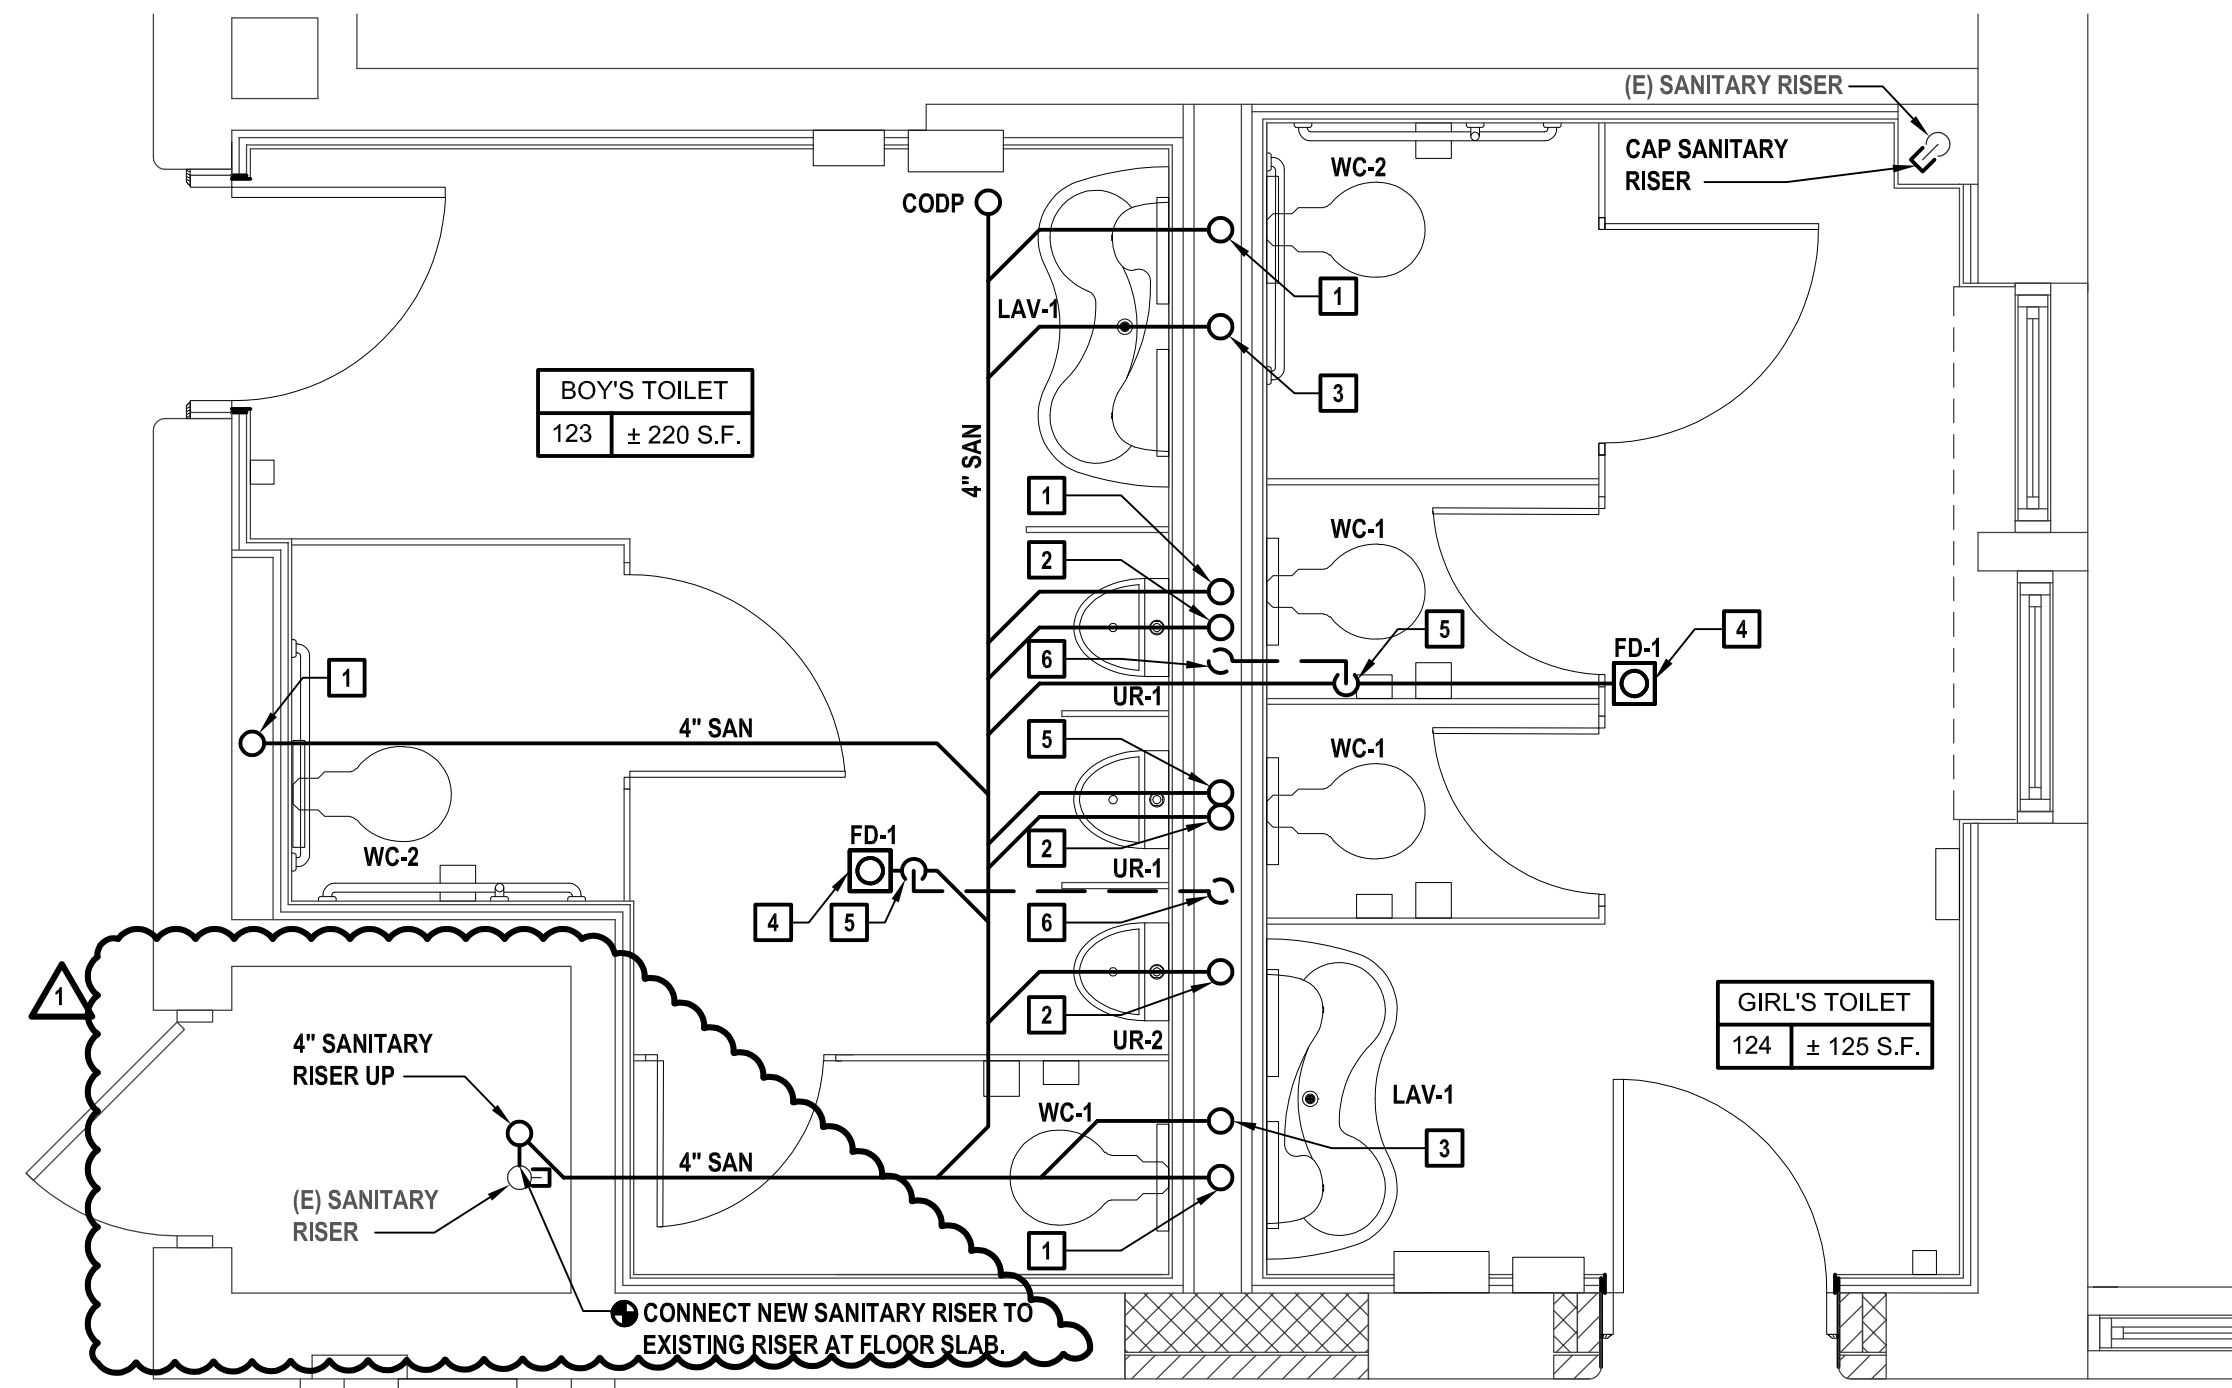 (E) SANITARY RISER
CAP SANITARY
RISER
WC-2
CODP
1
LAV-1
3
BOY'S TOILET
123
± 220 S.F.
4" SAN
1
WC-1
2
5
4
FD-1
6
1
UR-1
4" SAN
5
WC-1
FD-1
WC-2
2
UR-1
4
5
6
1
2
UR-2
GIRL'S TOILET
124
± 125 S.F.
4" SANITARY
RISER UP
LAV-1
WC-1
3
4" SAN
(E) SANITARY
RISER
1
CONNECT NEW SANITARY RISER TO
EXISTING RISER AT FLOOR SLAB.